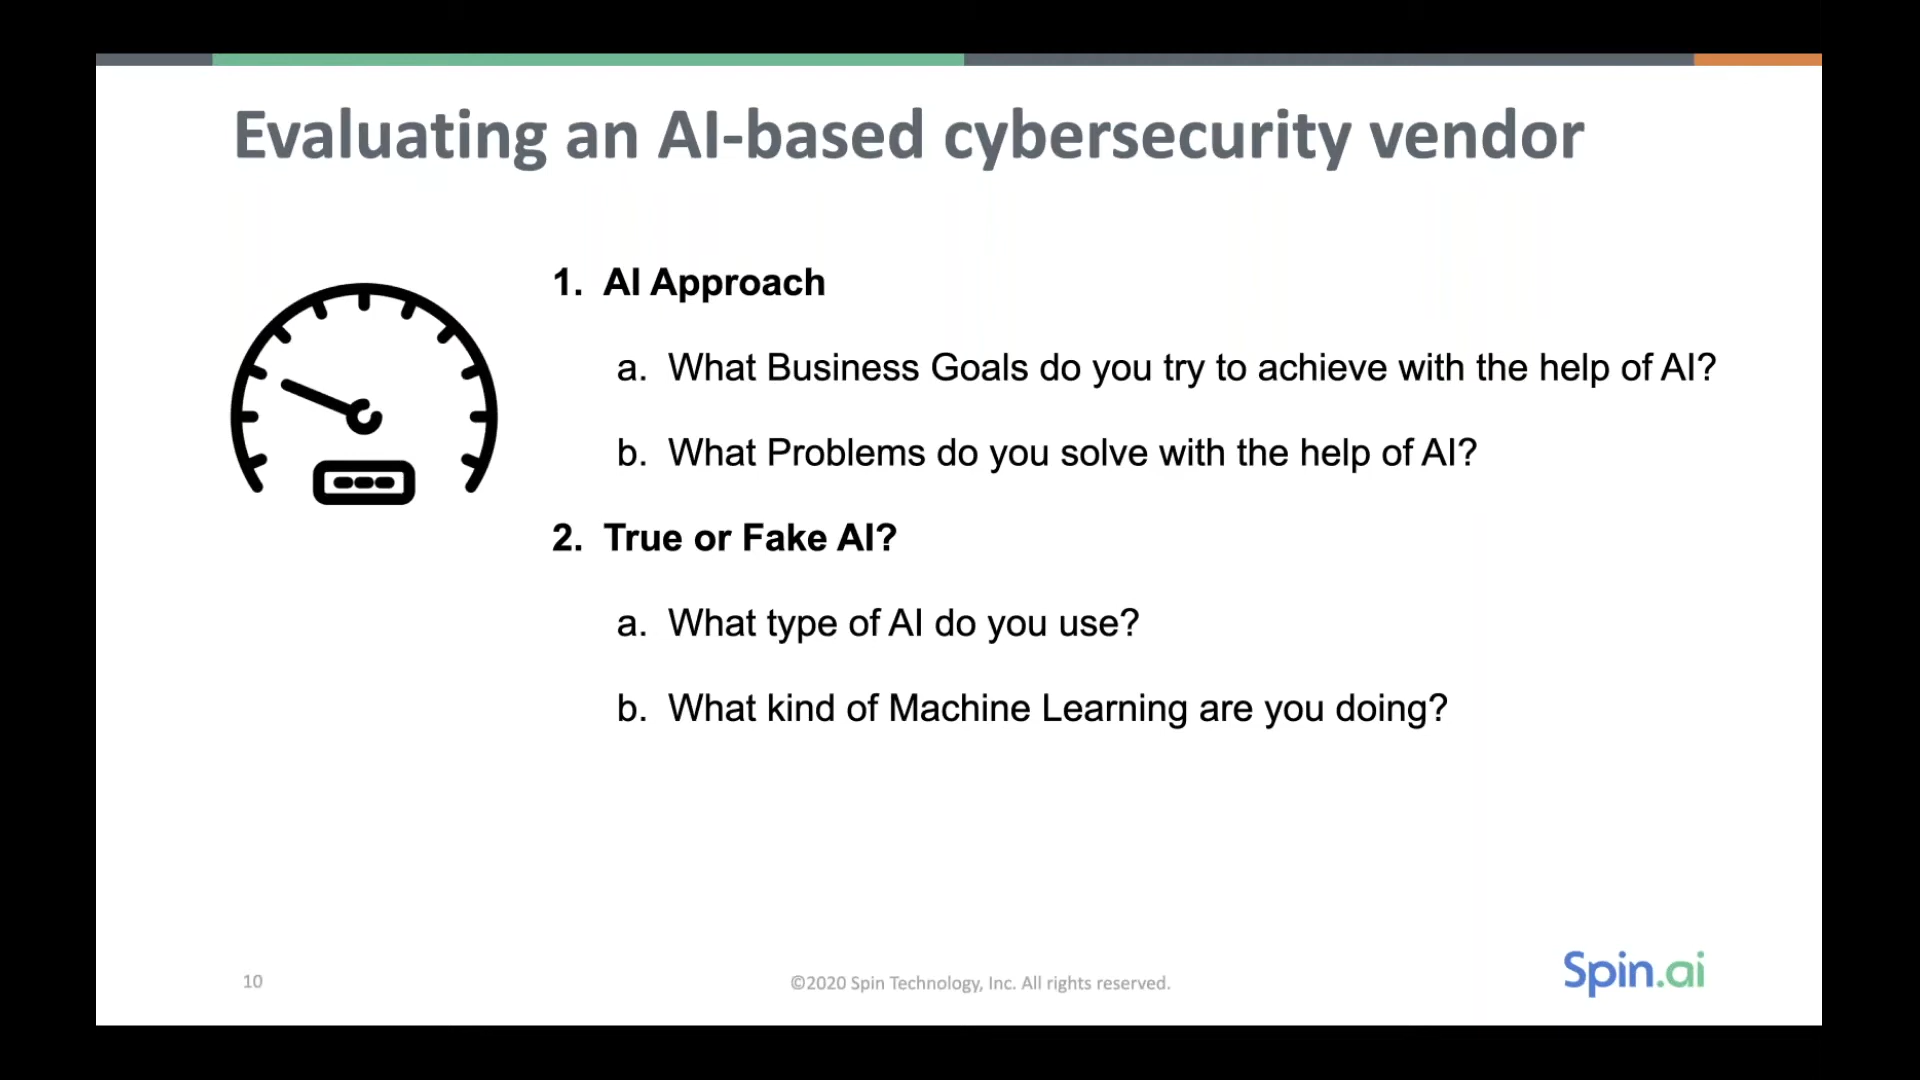 Evaluating an AI-based cybersecurity vendor
1. AI Approach
a. What Business Goals do you try to achieve with the help of AI?
b. What Problems do you solve with the help of AI?
2. True or Fake AI?
a. What type of AI do you use?
b. What kind of Machine Learning are you doing?
10
©2020 Spin Technology, Inc. All rights reserved.
Spin.ai